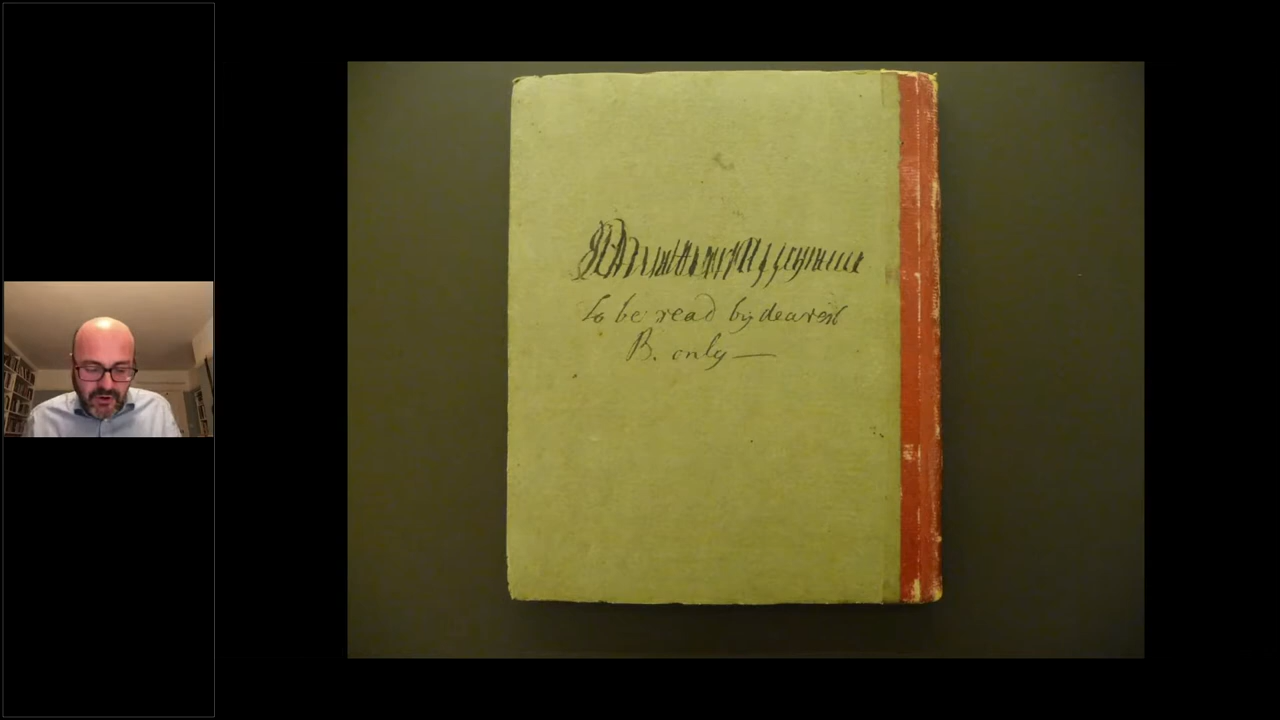 to be read by dearest
B. only —